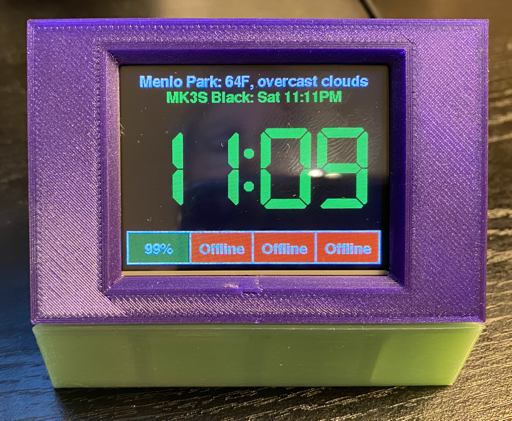 Menlo Park: 64F, overcast clouds
MK3S Black: Sat 11:11PM
11:09
99% Offline Offline Offline